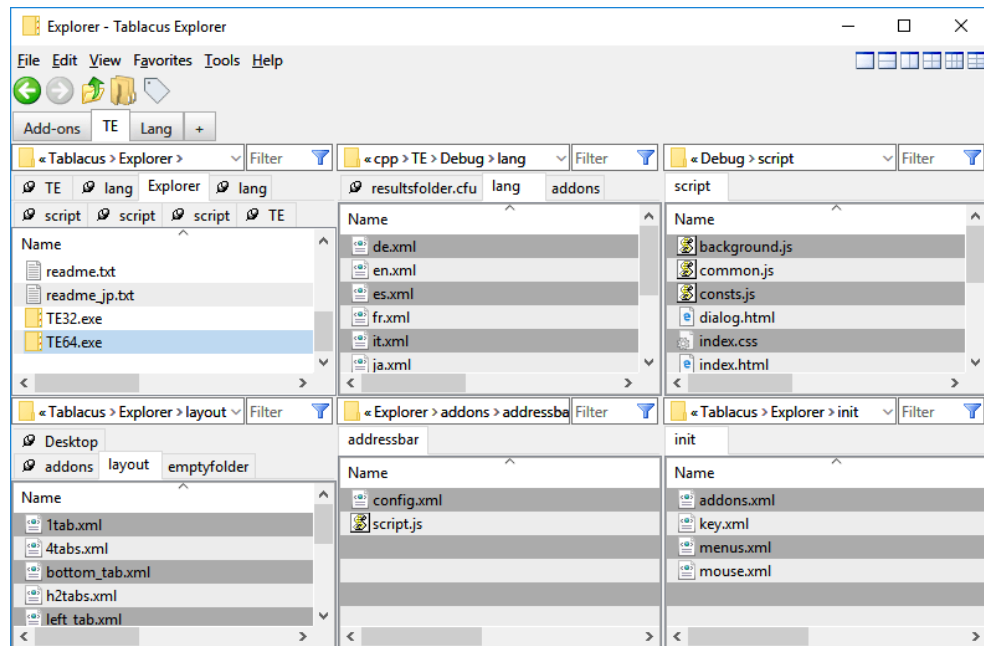 Explorer - Tablacus Explorer
File Edit View Favorites Tools Help
Add-ons TE Lang +
« Tablacus > Explorer > Filter
TE lang Explorer lang
script script script TE
Name
readme.txt
readme_jp.txt
TE32.exe
TE64.exe
« cpp > TE > Debug > lang Filter
resultsfolder.cfu lang addons
Name
de.xml
en.xml
es.xml
fr.xml
it.xml
ja.xml
« Debug > script Filter
script
Name
background.js
common.js
consts.js
dialog.html
index.css
index.html
« Tablacus > Explorer > layout Filter
Desktop
addons layout emptyfolder
Name
1tab.xml
4tabs.xml
bottom_tab.xml
h2tabs.xml
left_tab.xml
« Explorer > addons > addressba Filter
addressbar
Name
config.xml
script.js
« Tablacus > Explorer > init Filter
init
Name
addons.xml
key.xml
menus.xml
mouse.xml